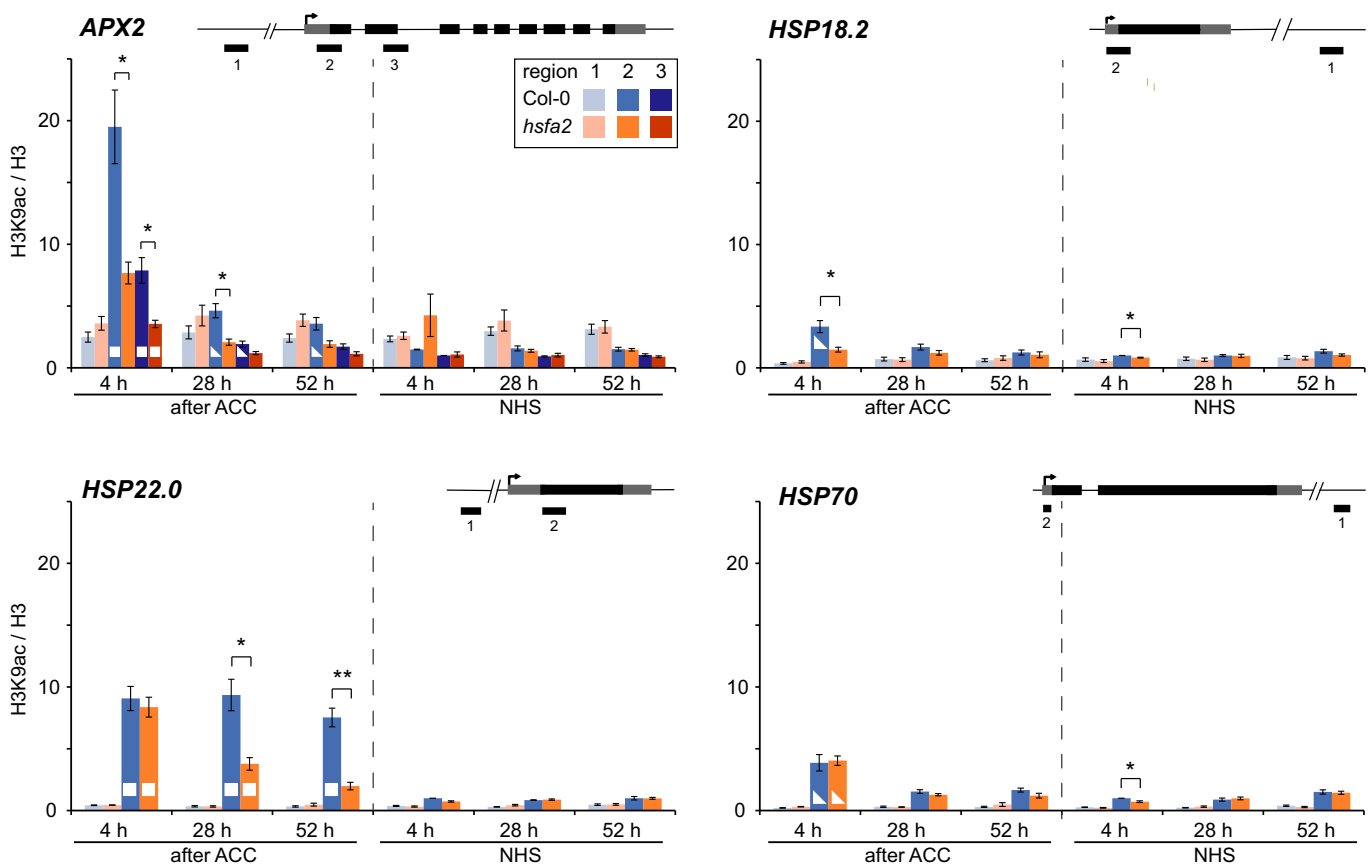 APX2
1 2 3
region 1 2 3
Col-0
hsfa2
H3K9ac / H3
20
10
0
* * *
4 h 28 h 52 h 4 h 28 h 52 h
after ACC NHS
HSP18.2
2 1
20
10
0
* *
4 h 28 h 52 h 4 h 28 h 52 h
after ACC NHS
HSP22.0
1 2
H3K9ac / H3
20
10
0
* **
4 h 28 h 52 h 4 h 28 h 52 h
after ACC NHS
HSP70
2 1
20
10
0
*
4 h 28 h 52 h 4 h 28 h 52 h
after ACC NHS